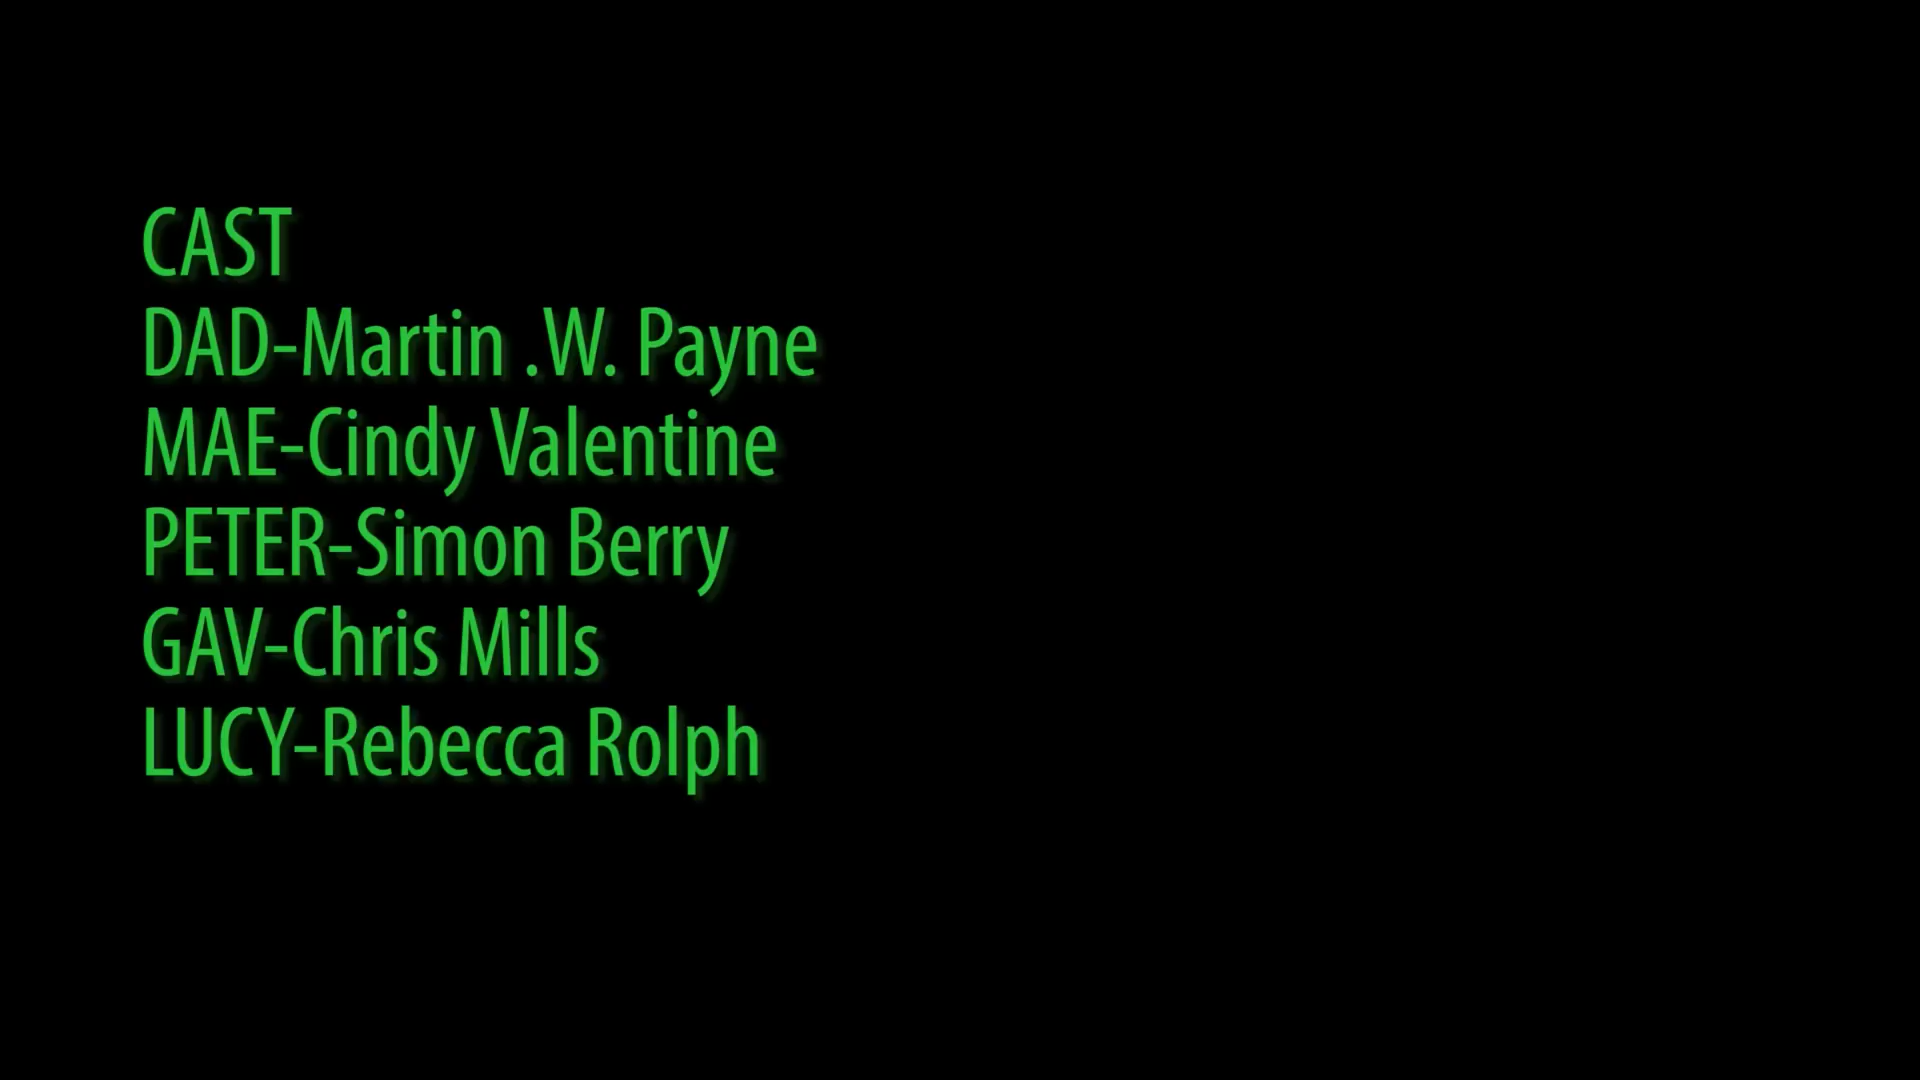 CAST
DAD-Martin .W. Payne
MAE-Cindy Valentine
PETER-Simon Berry
GAV-Chris Mills
LUCY-Rebecca Rolph